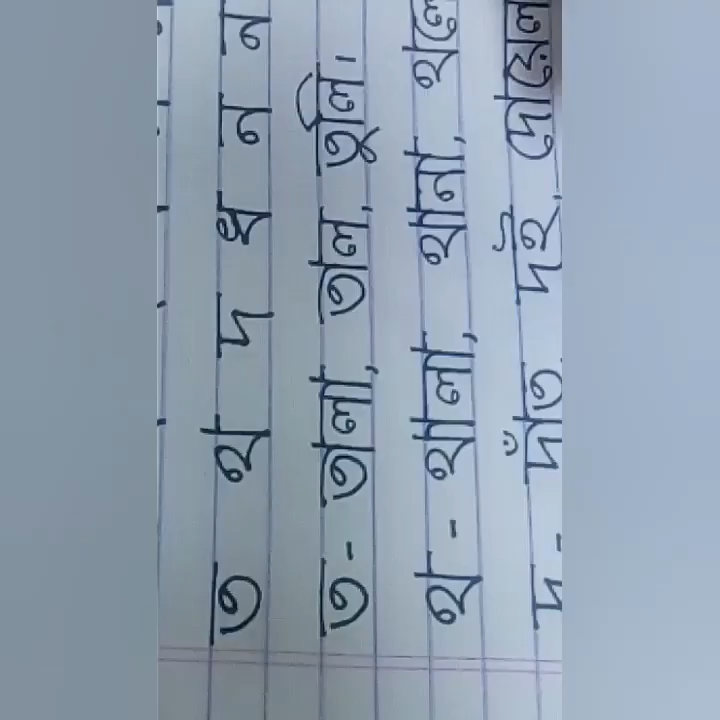 ত থ দ ধ ন ন
ত - তালা, তাল, তুলি।
থ - থালা, থানা,
দ - দাঁত, দই, দোয়েল